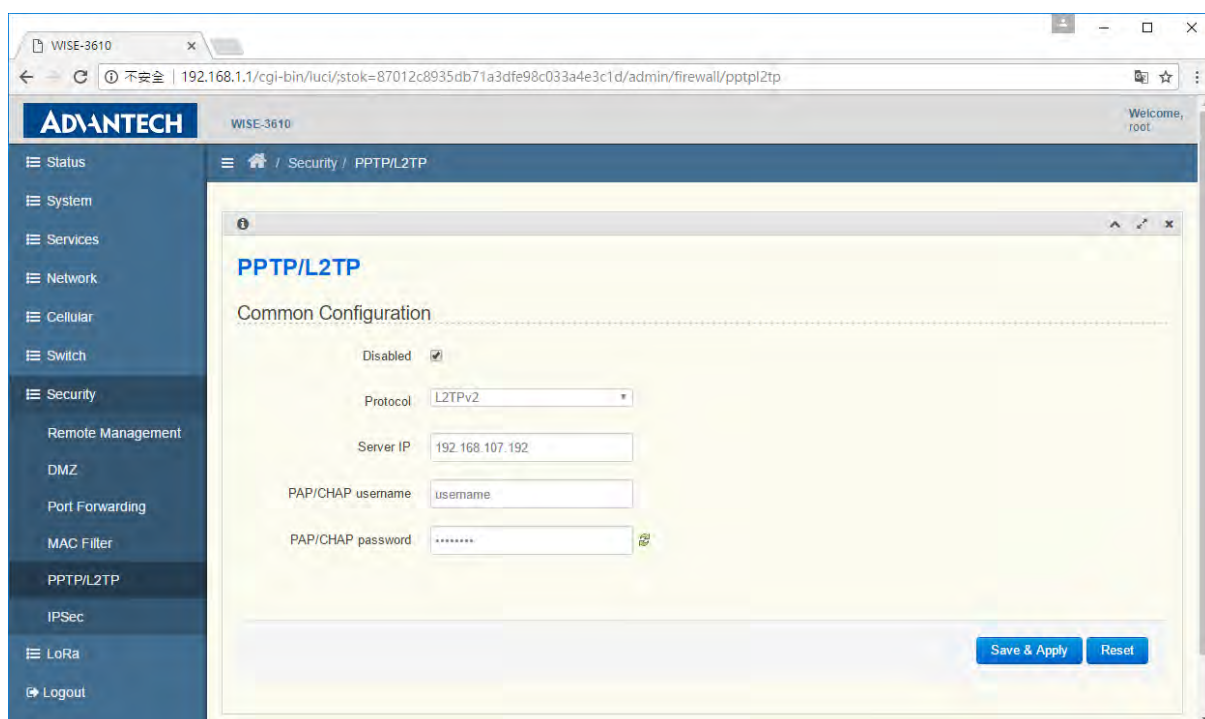 WISE-3610
不安全 | 192.168.1.1/cgi-bin/luci/;stok=87012c8935db71a3dfe98c033a4e3c1d/admin/firewall/pptpl2tp
ADVANTECH
WISE-3610
Welcome,
root
Status
/ Security / PPTP/L2TP
System
Services
Network
Cellular
Switch
Security
Remote Management
DMZ
Port Forwarding
MAC Filter
PPTP/L2TP
IPSec
LoRa
Logout
PPTP/L2TP
Common Configuration
Disabled
Protocol L2TPv2
Server IP 192.168.107.192
PAP/CHAP username username
PAP/CHAP password ••••••••
Save & Apply Reset